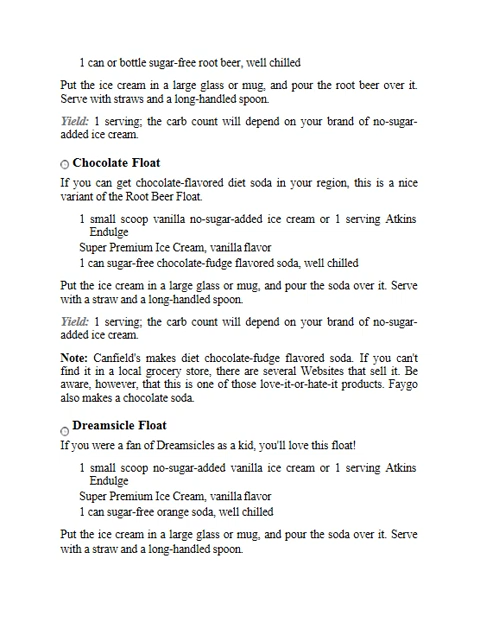 1 can or bottle sugar-free root beer, well chilled
Put the ice cream in a large glass or mug, and pour the root beer over it.
Serve with straws and a long-handled spoon.
Yield: 1 serving; the carb count will depend on your brand of no-sugar-
added ice cream.
Chocolate Float
If you can get chocolate-flavored diet soda in your region, this is a nice
variant of the Root Beer Float.
1 small scoop vanilla no-sugar-added ice cream or 1 serving Atkins
Endulge
Super Premium Ice Cream, vanilla flavor
1 can sugar-free chocolate-fudge flavored soda, well chilled
Put the ice cream in a large glass or mug, and pour the soda over it. Serve
with a straw and a long-handled spoon.
Yield: 1 serving; the carb count will depend on your brand of no-sugar-
added ice cream.
Note: Canfield's makes diet chocolate-fudge flavored soda. If you can't
find it in a local grocery store, there are several Websites that sell it. Be
aware, however, that this is one of those love-it-or-hate-it products. Faygo
also makes a chocolate soda.
Dreamsicle Float
If you were a fan of Dreamsicles as a kid, you'll love this float!
1 small scoop no-sugar-added vanilla ice cream or 1 serving Atkins
Endulge
Super Premium Ice Cream, vanilla flavor
1 can sugar-free orange soda, well chilled
Put the ice cream in a large glass or mug, and pour the soda over it. Serve
with a straw and a long-handled spoon.